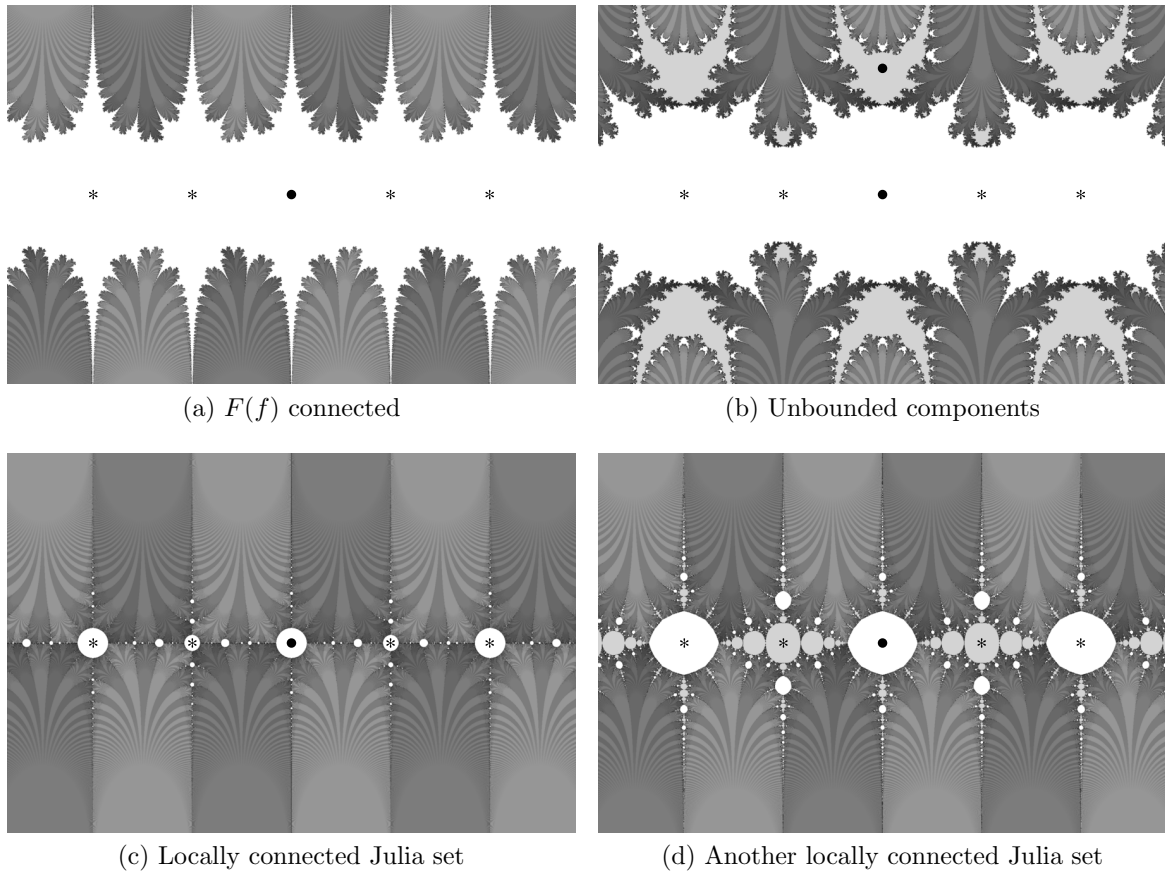 (a) F(f) connected
(b) Unbounded components
(c) Locally connected Julia set
(d) Another locally connected Julia set